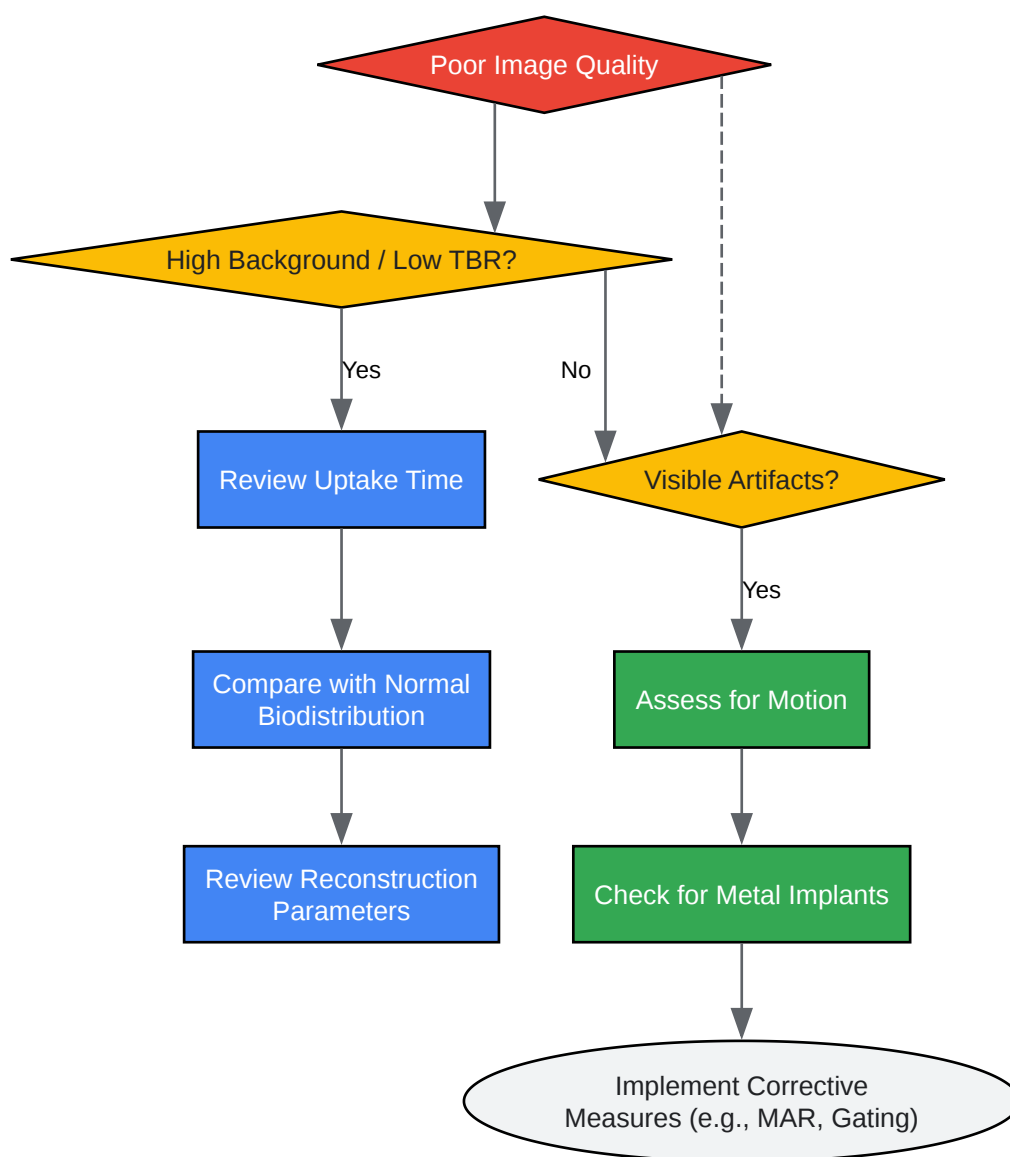 Poor Image Quality
High Background / Low TBR?
Yes
No
Review Uptake Time
Visible Artifacts?
Yes
Compare with Normal
Biodistribution
Assess for Motion
Review Reconstruction
Parameters
Check for Metal Implants
Implement Corrective
Measures (e.g., MAR, Gating)